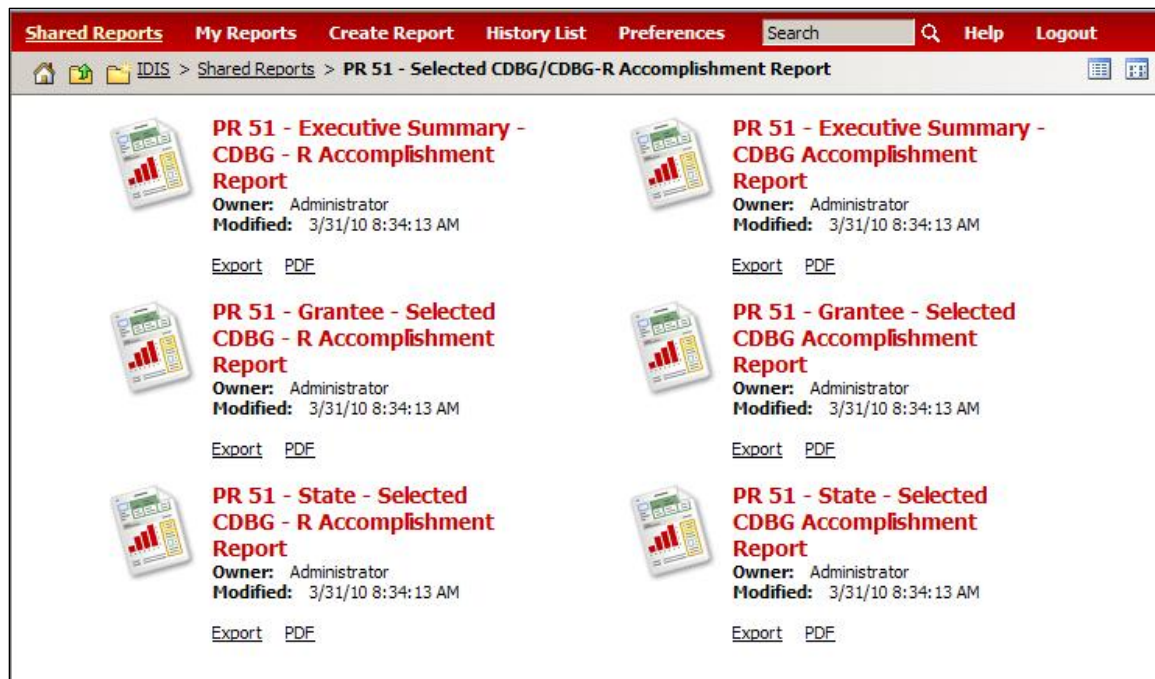 Shared Reports My Reports Create Report History List Preferences Search Help Logout
IDIS > Shared Reports > PR 51 - Selected CDBG/CDBG-R Accomplishment Report
PR 51 - Executive Summary -
CDBG - R Accomplishment
Report
Owner: Administrator
Modified: 3/31/10 8:34:13 AM
Export PDF
PR 51 - Executive Summary -
CDBG Accomplishment
Report
Owner: Administrator
Modified: 3/31/10 8:34:13 AM
Export PDF
PR 51 - Grantee - Selected
CDBG - R Accomplishment
Report
Owner: Administrator
Modified: 3/31/10 8:34:13 AM
Export PDF
PR 51 - Grantee - Selected
CDBG Accomplishment
Report
Owner: Administrator
Modified: 3/31/10 8:34:13 AM
Export PDF
PR 51 - State - Selected
CDBG - R Accomplishment
Report
Owner: Administrator
Modified: 3/31/10 8:34:13 AM
Export PDF
PR 51 - State - Selected
CDBG Accomplishment
Report
Owner: Administrator
Modified: 3/31/10 8:34:13 AM
Export PDF